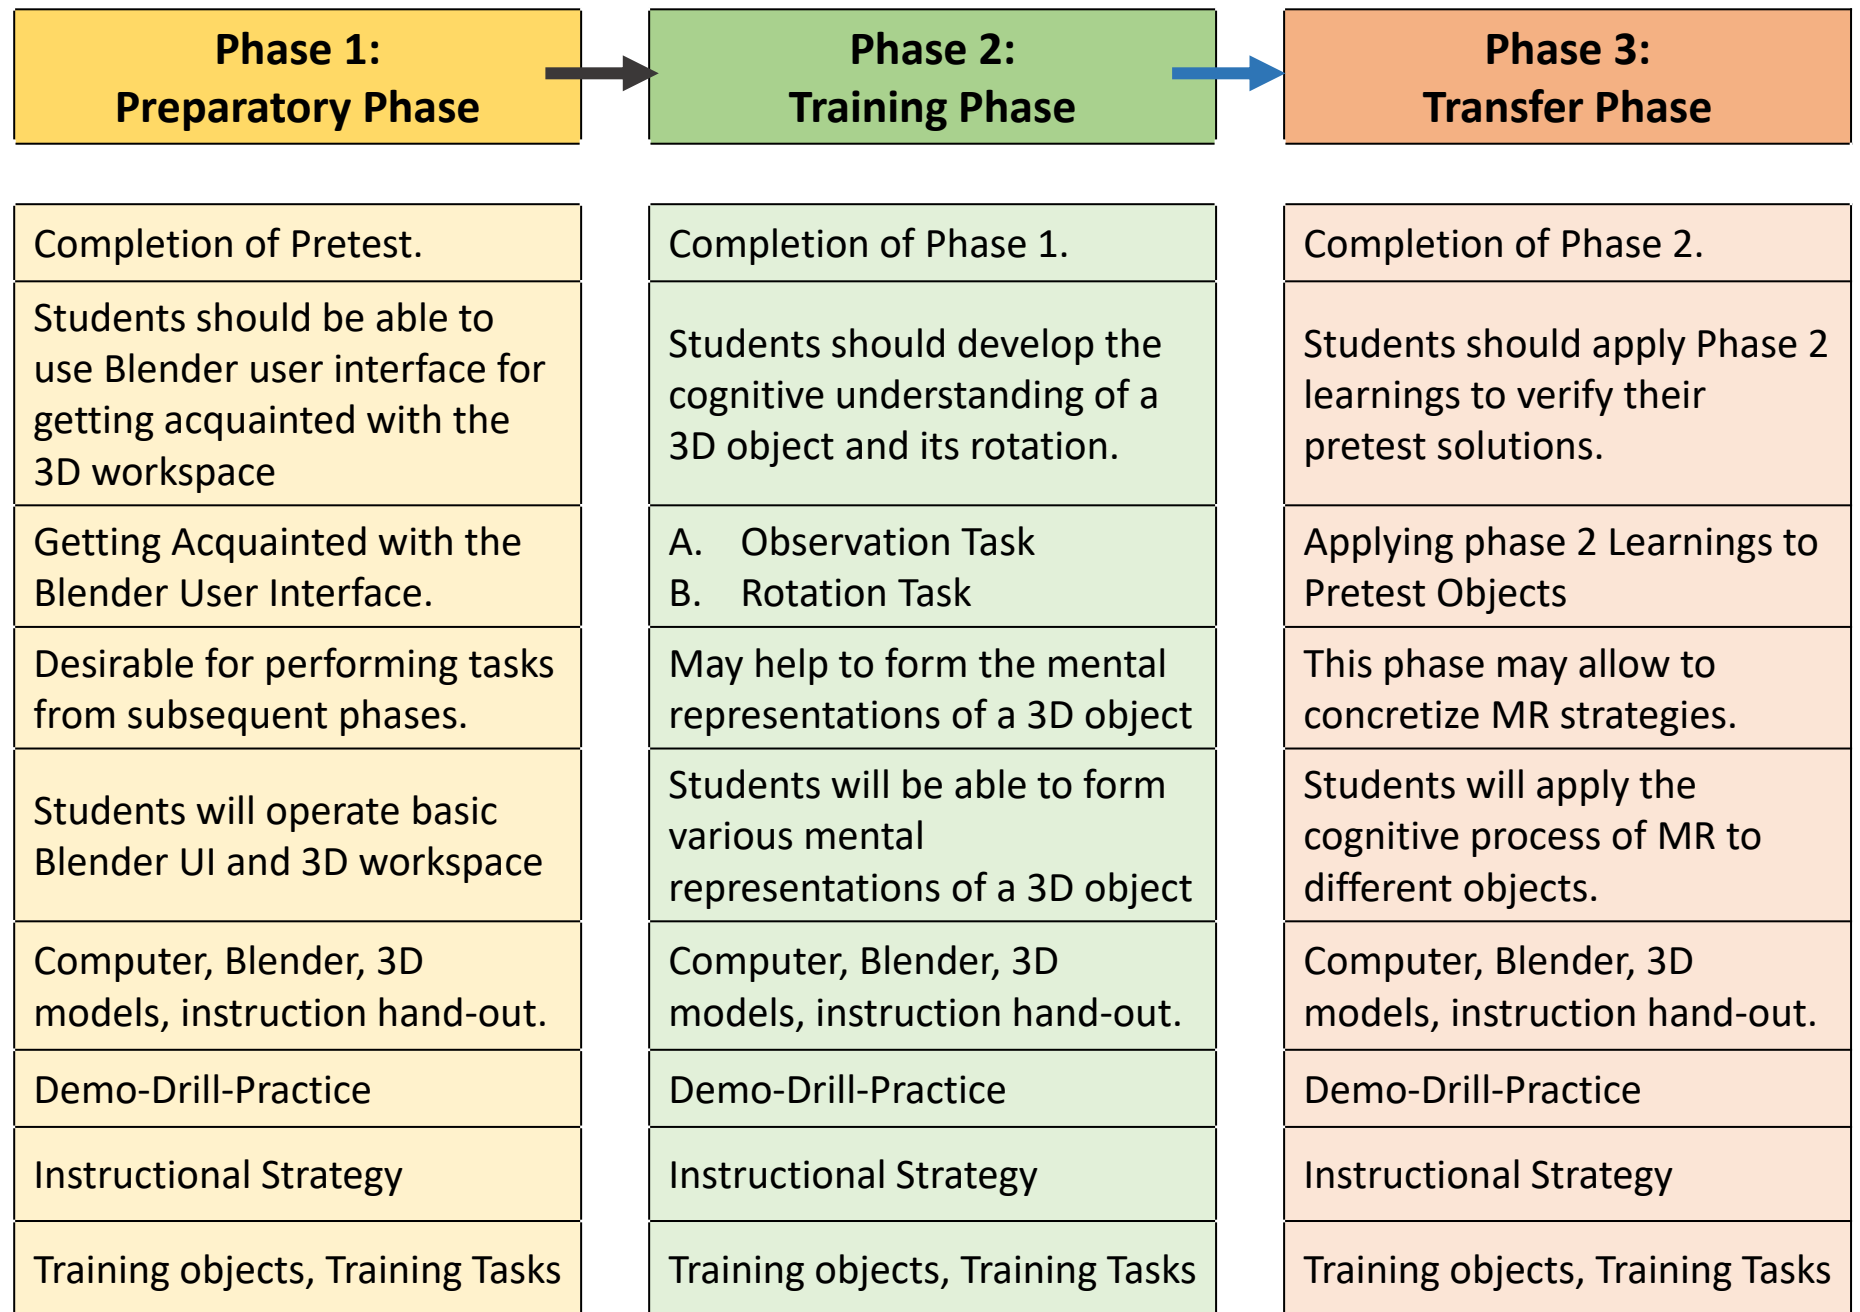 Phase 1:
Preparatory Phase
Phase 2:
Training Phase
Phase 3:
Transfer Phase
Completion of Pretest.
Completion of Phase 1.
Completion of Phase 2.
Students should be able to
use Blender user interface for
getting acquainted with the
3D workspace
Students should develop the
cognitive understanding of a
3D object and its rotation.
Students should apply Phase 2
learnings to verify their
pretest solutions.
Getting Acquainted with the
Blender User Interface.
A. Observation Task
B. Rotation Task
Applying phase 2 Learnings to
Pretest Objects
Desirable for performing tasks
from subsequent phases.
May help to form the mental
representations of a 3D object
This phase may allow to
concretize MR strategies.
Students will operate basic
Blender UI and 3D workspace
Students will be able to form
various mental
representations of a 3D object
Students will apply the
cognitive process of MR to
different objects.
Computer, Blender, 3D
models, instruction hand-out.
Computer, Blender, 3D
models, instruction hand-out.
Computer, Blender, 3D
models, instruction hand-out.
Demo-Drill-Practice
Demo-Drill-Practice
Demo-Drill-Practice
Instructional Strategy
Instructional Strategy
Instructional Strategy
Training objects, Training Tasks
Training objects, Training Tasks
Training objects, Training Tasks